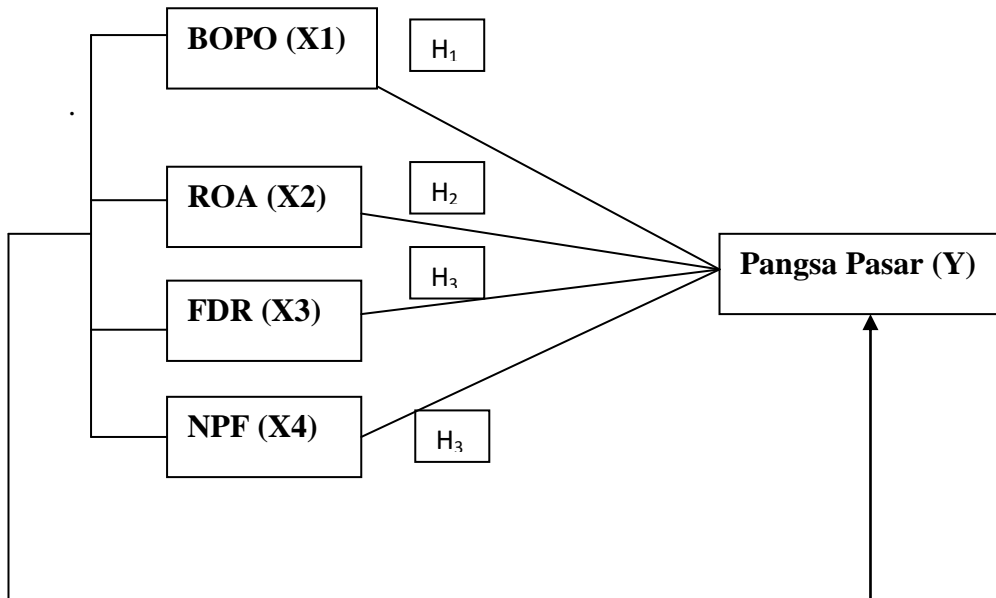 BOPO (X1)
H₁
ROA (X2)
H₂
Pangsa Pasar (Y)
H₃
FDR (X3)
NPF (X4)
H₃